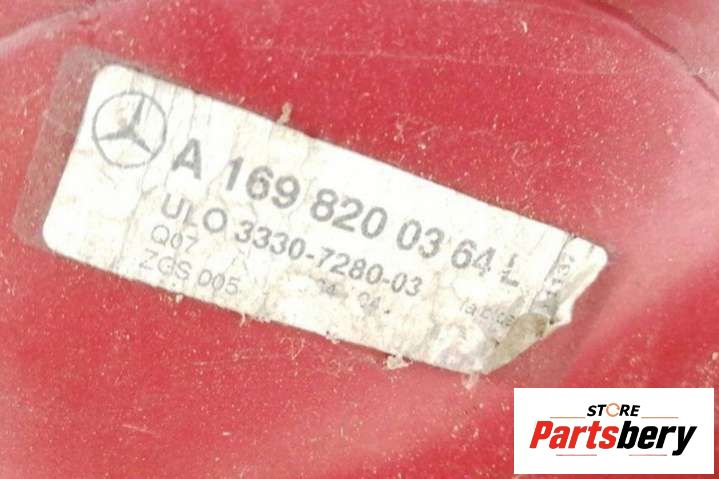 A 169 820 03 64 L
ULO 3330-7280-03
Q07
ZGS 005
STORE
Partsbery